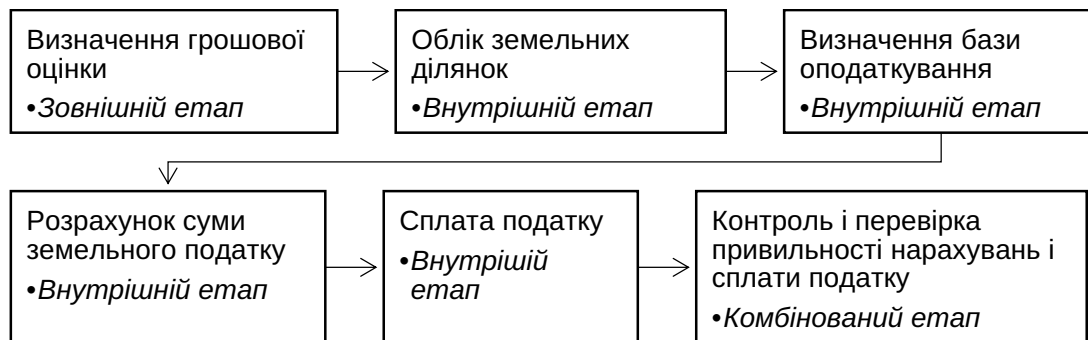 Визначення грошової
оцінки
•Зовнішній етап
Облік земельних
ділянок
•Внутрішній етап
Визначення бази
оподаткування
•Внутрішній етап
Розрахунок суми
земельного податку
•Внутрішній етап
Сплата податку
•Внутрішій
етап
Контроль і перевірка
привильності нарахувань і
сплати податку
•Комбінований етап